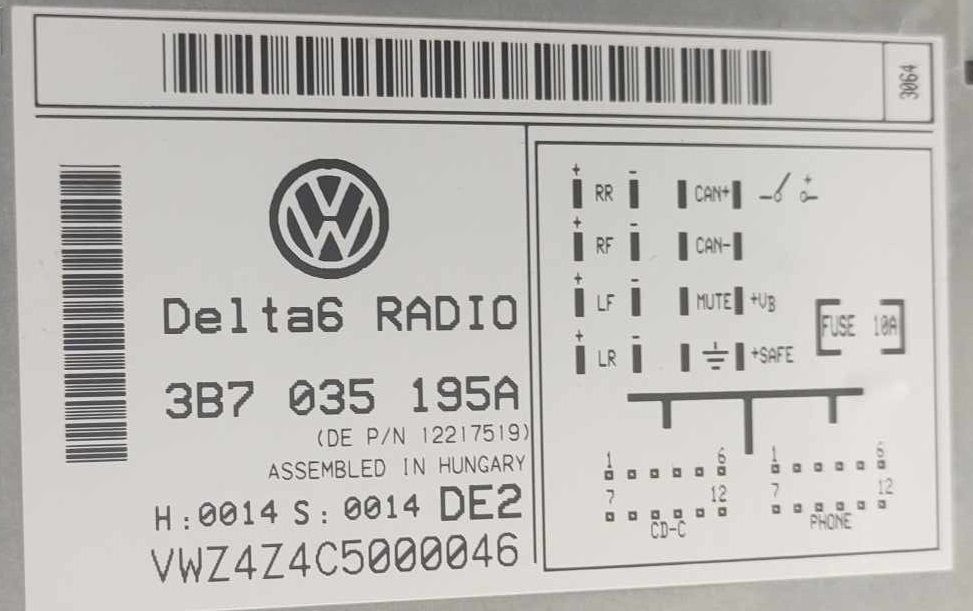 3064
Delta6 RADIO
3B7 035 195A
(DE P/N 12217519)
ASSEMBLED IN HUNGARY
H:0014 S:0014 DE2
VWZ4Z4C5000046
+ - 
RR CAN+ +
+ -
RF CAN-
+ -
LF MUTE +VB
+ -
LR +SAFE
FUSE 10A
1 6 1 6
7 12 7 12
CD-C PHONE